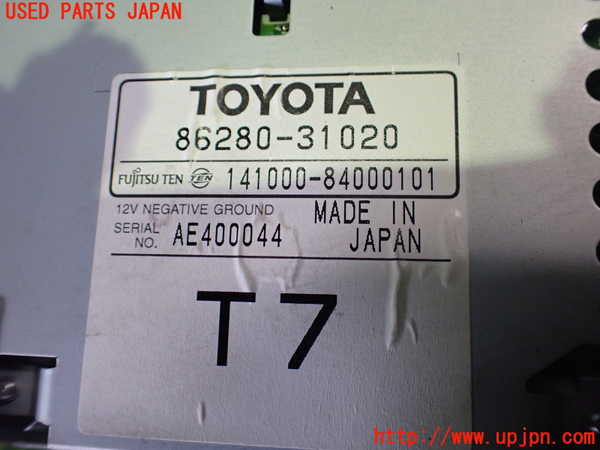 USED PARTS JAPAN
TOYOTA
86280-31020
FUJITSU TEN TEN 141000-84000101
12V NEGATIVE GROUND MADE IN
SERIAL NO. AE400044 JAPAN
T7
http://www.upjpn.com/